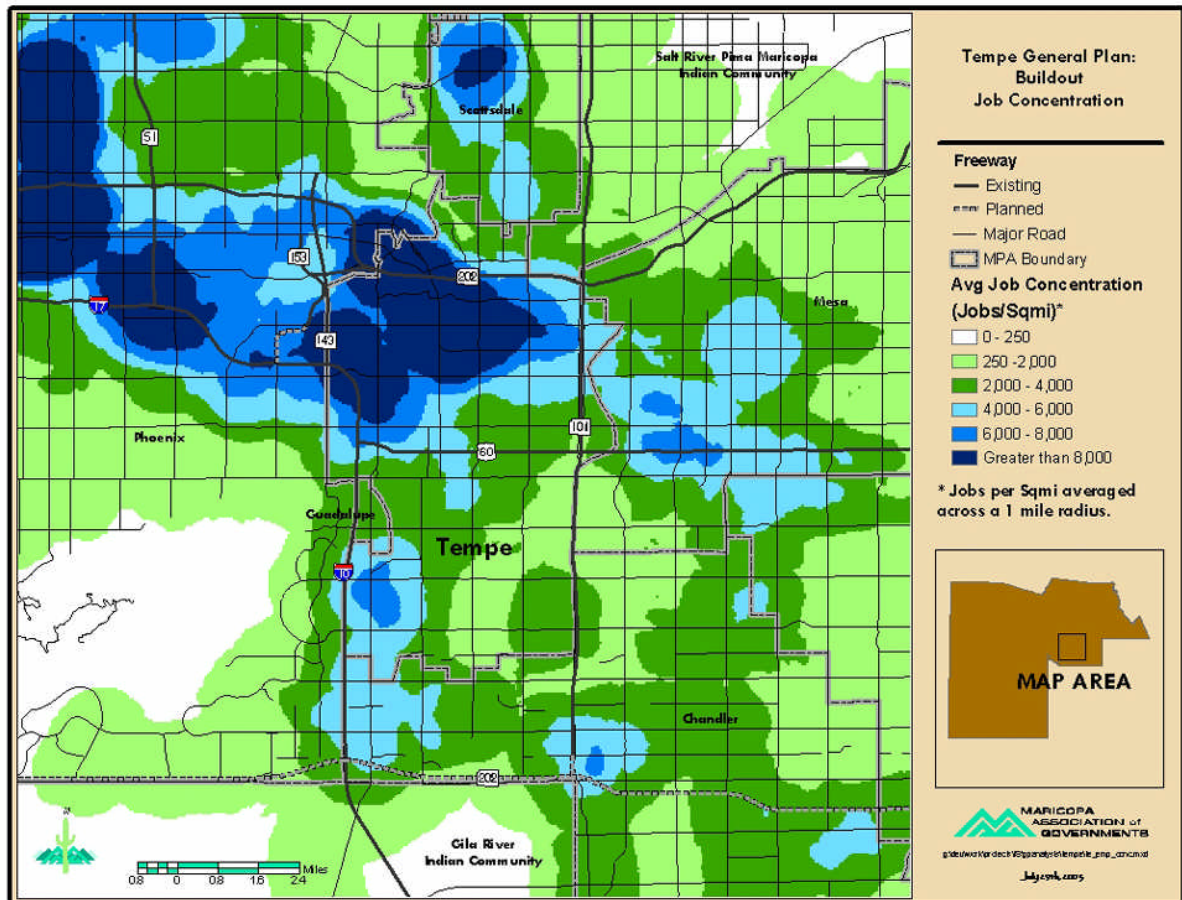 Tempe General Plan:
Buildout
Job Concentration
Freeway
Existing
Planned
Major Road
MPA Boundary
Avg Job Concentration
(Jobs/Sqmi)*
0 - 250
250 -2,000
2,000 - 4,000
4,000 - 6,000
6,000 - 8,000
Greater than 8,000
* Jobs per Sqmi averaged
across a 1 mile radius.
MAP AREA
MARICOPA
ASSOCIATION of
GOVERNMENTS
Salt River Pima Maricopa
Indian Community
Scottsdale
51
153
202
Mesa
17
143
Phoenix
101
60
Guadalupe
Tempe
10
Chandler
202
Gila River
Indian Community
N
Miles
0.8 0 0.8 1.6 2.4